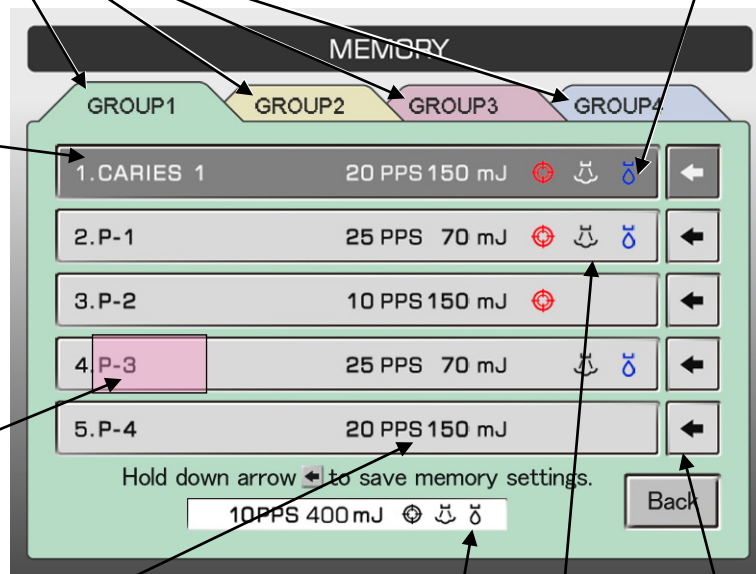 MEMORY
GROUP1 GROUP2 GROUP3 GROUP4
1.CARIES 1 20 PPS 150 mJ
2.P-1 25 PPS 70 mJ
3.P-2 10 PPS 150 mJ
4.P-3 25 PPS 70 mJ
5.P-4 20 PPS 150 mJ
Hold down arrow to save memory settings.
10PPS 400 mJ
Back